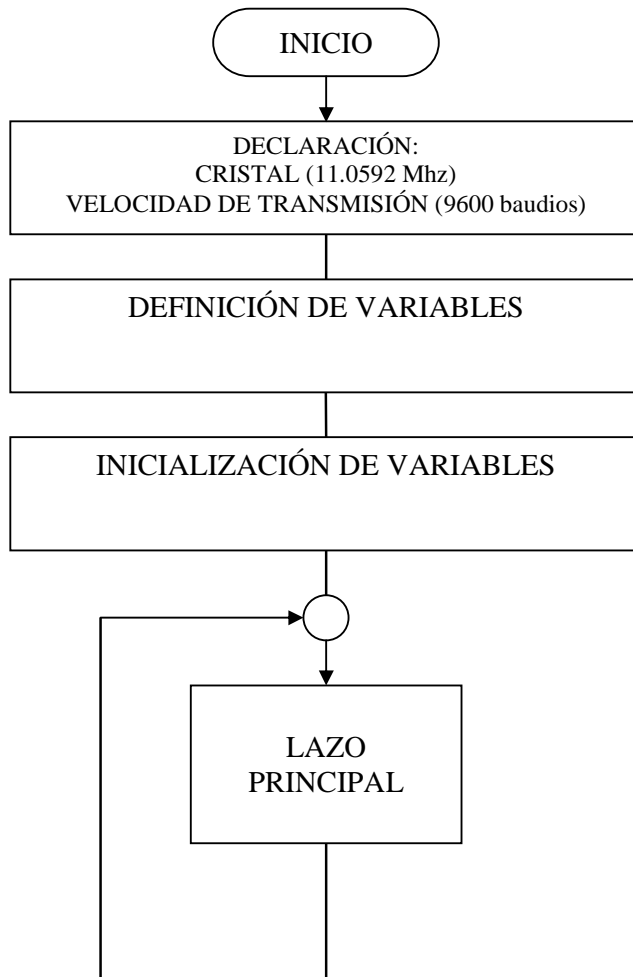 INICIO
DECLARACIÓN:
CRISTAL (11.0592 Mhz)
VELOCIDAD DE TRANSMISIÓN (9600 baudios)
DEFINICIÓN DE VARIABLES
INICIALIZACIÓN DE VARIABLES
LAZO
PRINCIPAL